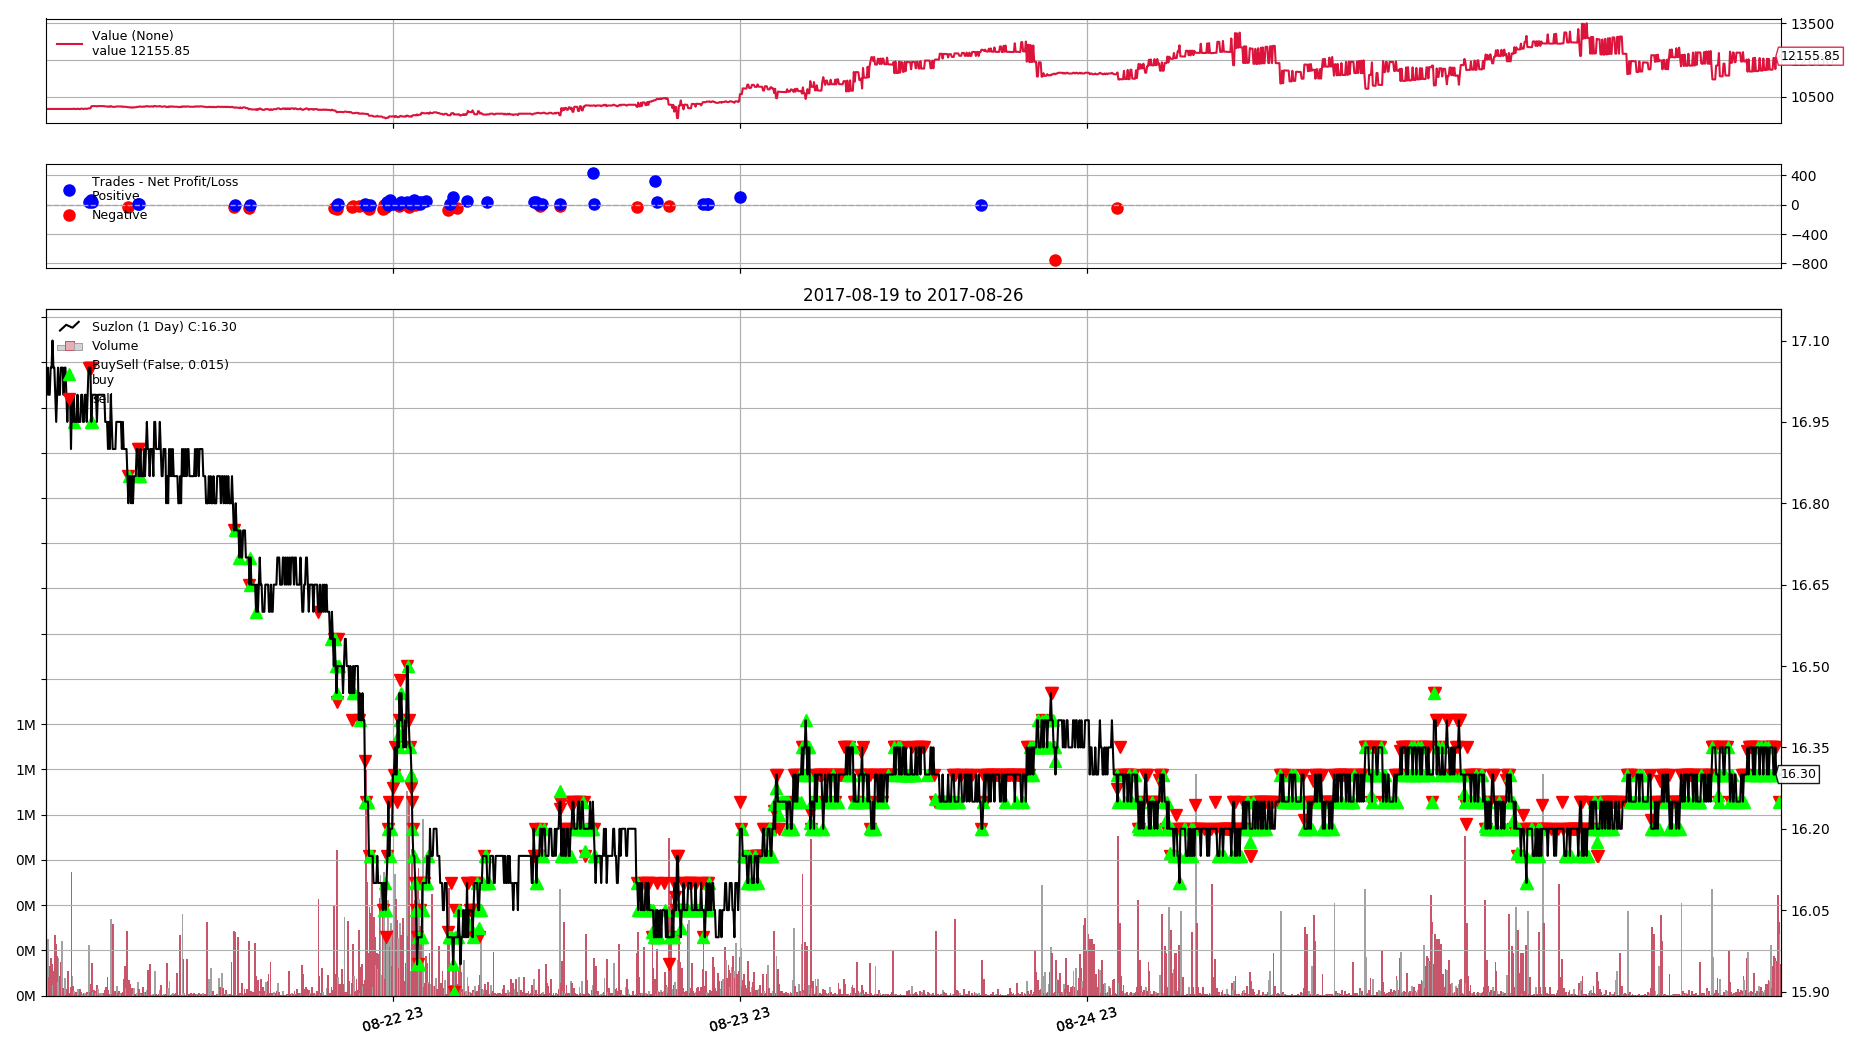 Value (None)
value 12155.85
13500
12155.85
10500
Trades - Net Profit/Loss
Positive
Negative
400
0
−400
−800
2017-08-19 to 2017-08-26
Suzlon (1 Day) C:16.30
Volume
BuySell (False, 0.015)
buy
17.10
16.95
16.80
16.65
16.50
16.35
16.30
16.20
16.05
15.90
1M
1M
1M
0M
0M
0M
0M
08-22 23
08-23 23
08-24 23